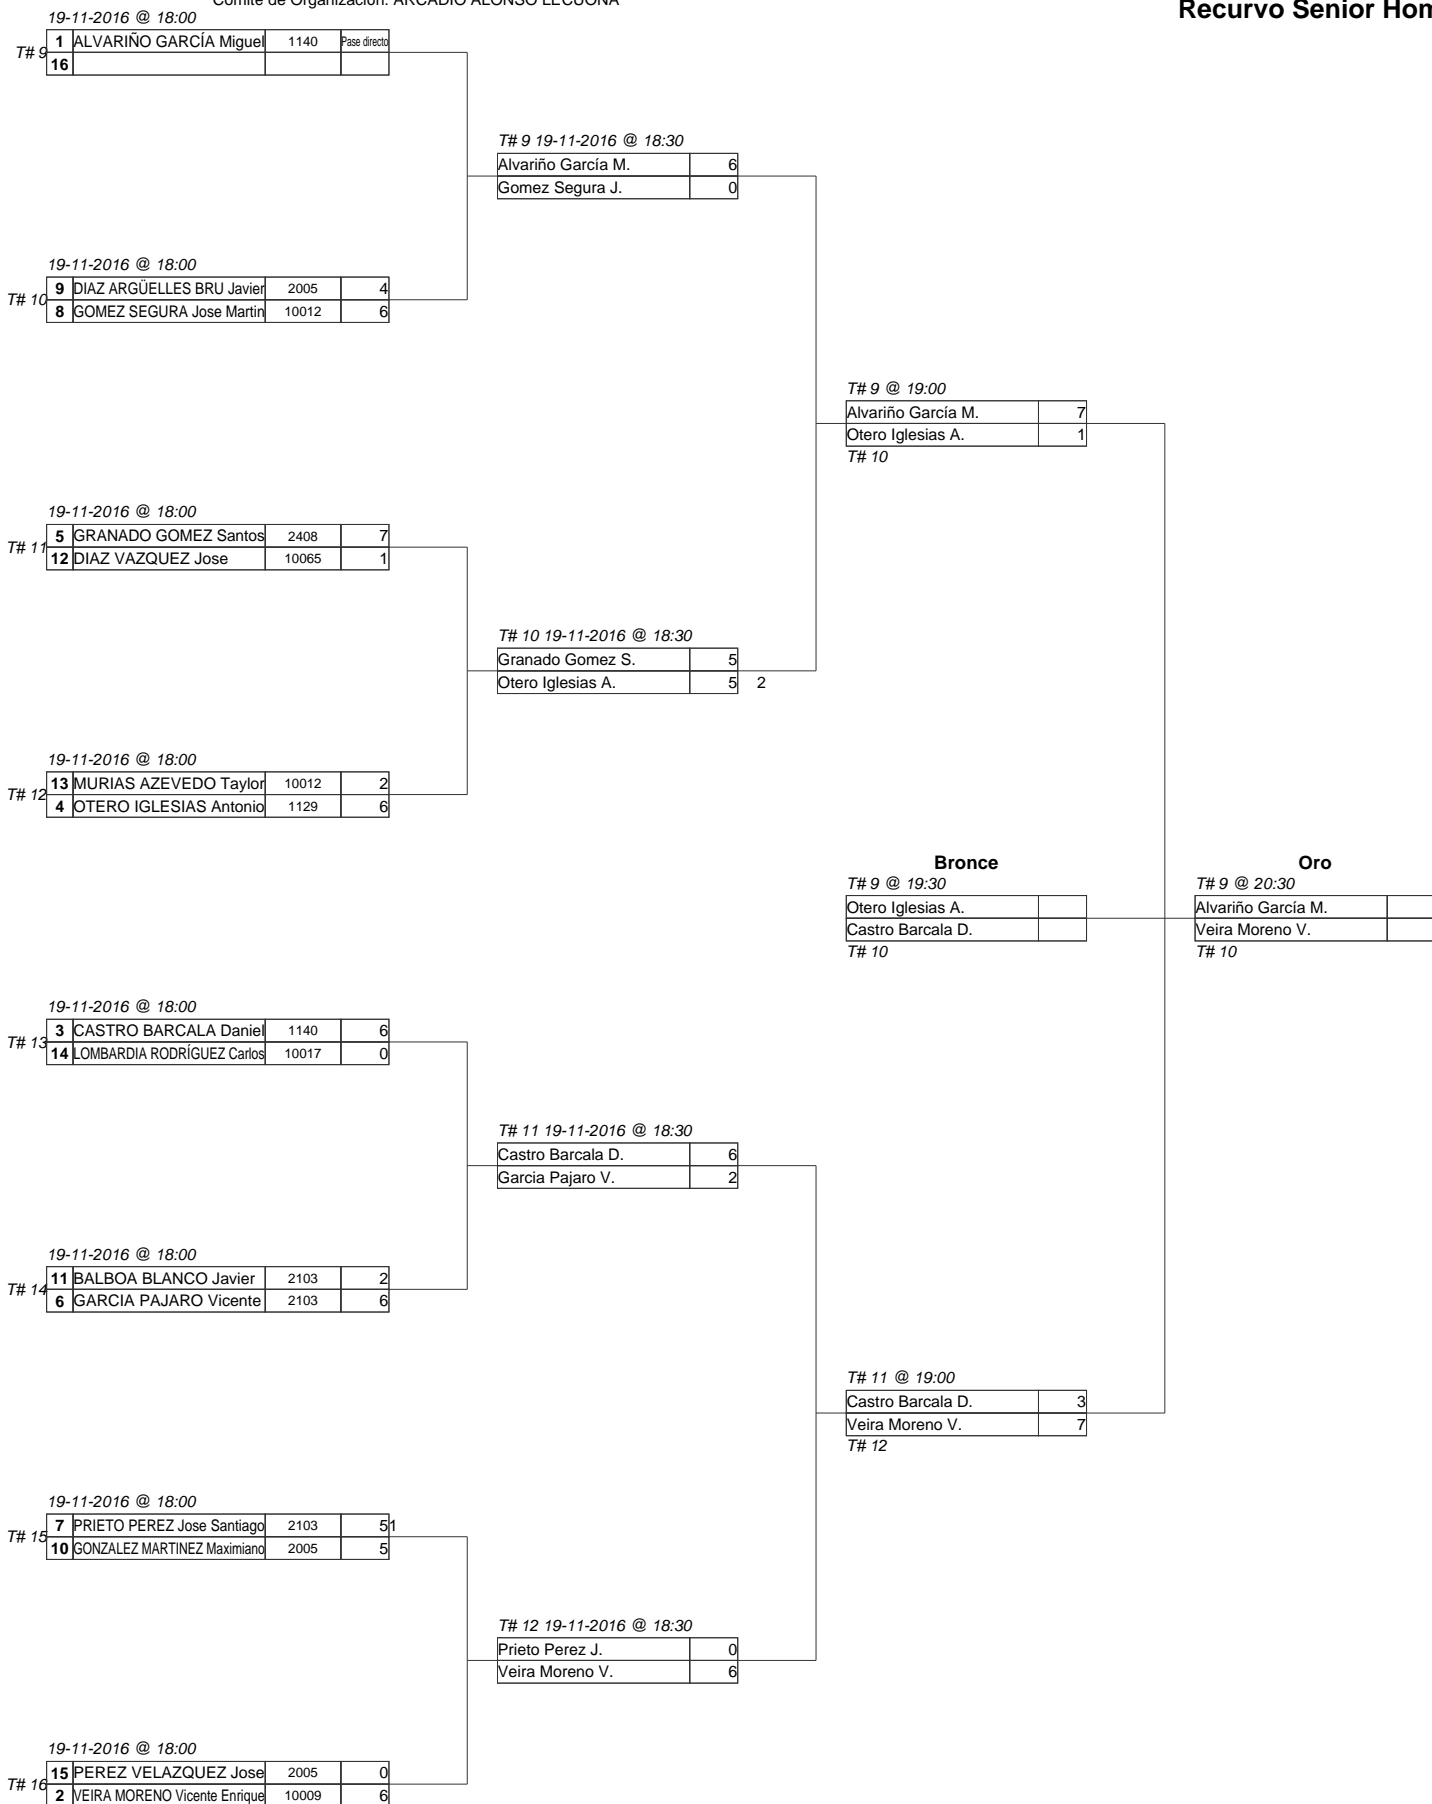 Comité de Organización: ARCADIO ALONSO LECUONA
Recurvo Senior Hom
19-11-2016 @ 18:00
T# 9
1 ALVARIÑO GARCÍA Miguel 1140 Pase directo
16
T# 9 19-11-2016 @ 18:30
Alvariño García M. 6
Gomez Segura J. 0
19-11-2016 @ 18:00
T# 10
9 DIAZ ARGÜELLES BRU Javier 2005 4
8 GOMEZ SEGURA Jose Martin 10012 6
T# 9 @ 19:00
Alvariño García M. 7
Otero Iglesias A. 1
T# 10
19-11-2016 @ 18:00
T# 11
5 GRANADO GOMEZ Santos 2408 7
12 DIAZ VAZQUEZ Jose 10065 1
T# 10 19-11-2016 @ 18:30
Granado Gomez S. 5
Otero Iglesias A. 5 2
19-11-2016 @ 18:00
T# 12
13 MURIAS AZEVEDO Taylor 10012 2
4 OTERO IGLESIAS Antonio 1129 6
Bronce
T# 9 @ 19:30
Otero Iglesias A.
Castro Barcala D.
T# 10
Oro
T# 9 @ 20:30
Alvariño García M.
Veira Moreno V.
T# 10
19-11-2016 @ 18:00
T# 13
3 CASTRO BARCALA Daniel 1140 6
14 LOMBARDIA RODRÍGUEZ Carlos 10017 0
T# 11 19-11-2016 @ 18:30
Castro Barcala D. 6
Garcia Pajaro V. 2
19-11-2016 @ 18:00
T# 14
11 BALBOA BLANCO Javier 2103 2
6 GARCIA PAJARO Vicente 2103 6
T# 11 @ 19:00
Castro Barcala D. 3
Veira Moreno V. 7
T# 12
19-11-2016 @ 18:00
T# 15
7 PRIETO PEREZ Jose Santiago 2103 5 1
10 GONZALEZ MARTINEZ Maximiano 2005 5
T# 12 19-11-2016 @ 18:30
Prieto Perez J. 0
Veira Moreno V. 6
19-11-2016 @ 18:00
T# 16
15 PEREZ VELAZQUEZ Jose 2005 0
2 VEIRA MORENO Vicente Enrique 10009 6